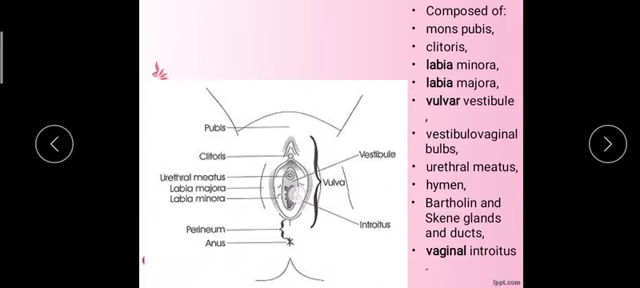 Composed of:
mons pubis,
clitoris,
labia minora,
labia majora,
vulvar vestibule
,
vestibulovaginal
bulbs,
urethral meatus,
hymen,
Bartholin and
Skene glands
and ducts,
vaginal introitus
.
Pubis
Clitoris
Urethral meatus
Labia majora
Labia minora
Perineum
Anus
Vestibule
Vulva
Introitus
fppt.com